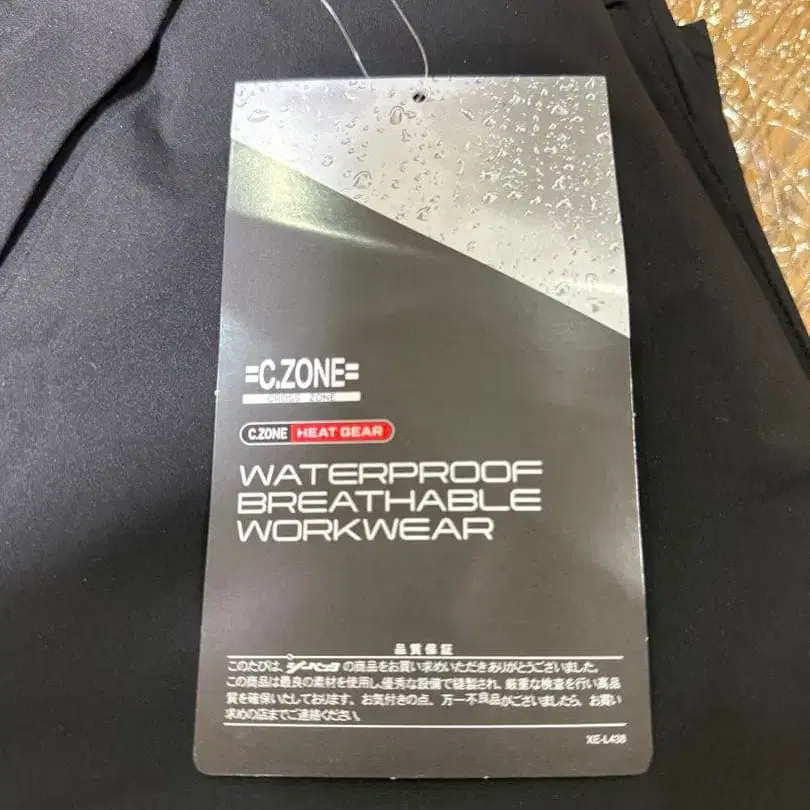 =C.ZONE=
CROSS ZONE
C.ZONE HEAT GEAR
WATERPROOF
BREATHABLE
WORKWEAR
品質保証
このたびは、ジーベックの商品をお買い求めいただきありがとうございました。
この商品は最良の素材を使用し、優秀な設備で縫製され、厳重な検査を行い高品
質を確保いたしております。お気付きの点、万一不良品がございましたら、お買い
求めの店までご連絡ください。
XE-L438